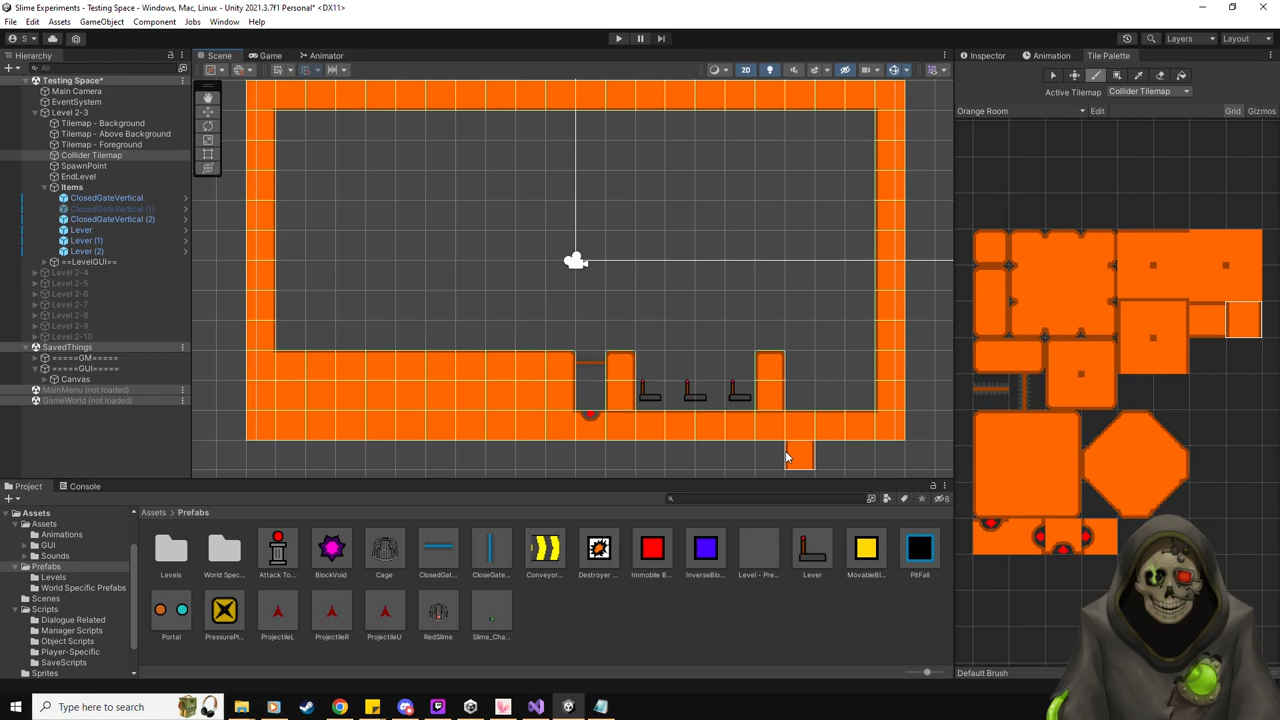 Slime Experiments - Testing Space - Windows, Mac, Linux - Unity 2021.3.7f1 Personal* <DX11>
File Edit Assets GameObject Component Jobs Window Help
S
Layers Layout
Hierarchy
Scene Game Animator
Inspector Animation Tile Palette
All
2D
Testing Space*
Main Camera
EventSystem
Level 2-3
Tilemap - Background
Tilemap - Above Background
Tilemap - Foreground
Collider Tilemap
SpawnPoint
EndLevel
Items
ClosedGateVertical
ClosedGateVertical (1)
ClosedGateVertical (2)
Lever
Lever (1)
Lever (2)
==LevelGUI==
Level 2-4
Level 2-5
Level 2-6
Level 2-7
Level 2-8
Level 2-9
Level 2-10
SavedThings
=====GM=====
=====GUI=====
Canvas
MainMenu (not loaded)
GameWorld (not loaded)
Active Tilemap Collider Tilemap
Orange Room Edit Grid Gizmos
Default Brush
Project Console
8
Assets
Assets
Animations
GUI
Sounds
Prefabs
Levels
World Specific Prefabs
Scenes
Scripts
Dialogue Related
Manager Scripts
Object Scripts
Player-Specific
SaveScripts
Sprites
Assets > Prefabs
Levels World Spec... Attack To... BlockVoid Cage ClosedGat... CloseGate... Conveyor... Destroyer ... Immobile B... InverseBlo... Level - Pre... Lever MovableBl... PitFall
Portal PressurePl... ProjectileL ProjectileR ProjectileU RedSlime Slime_Cha...
Type here to search